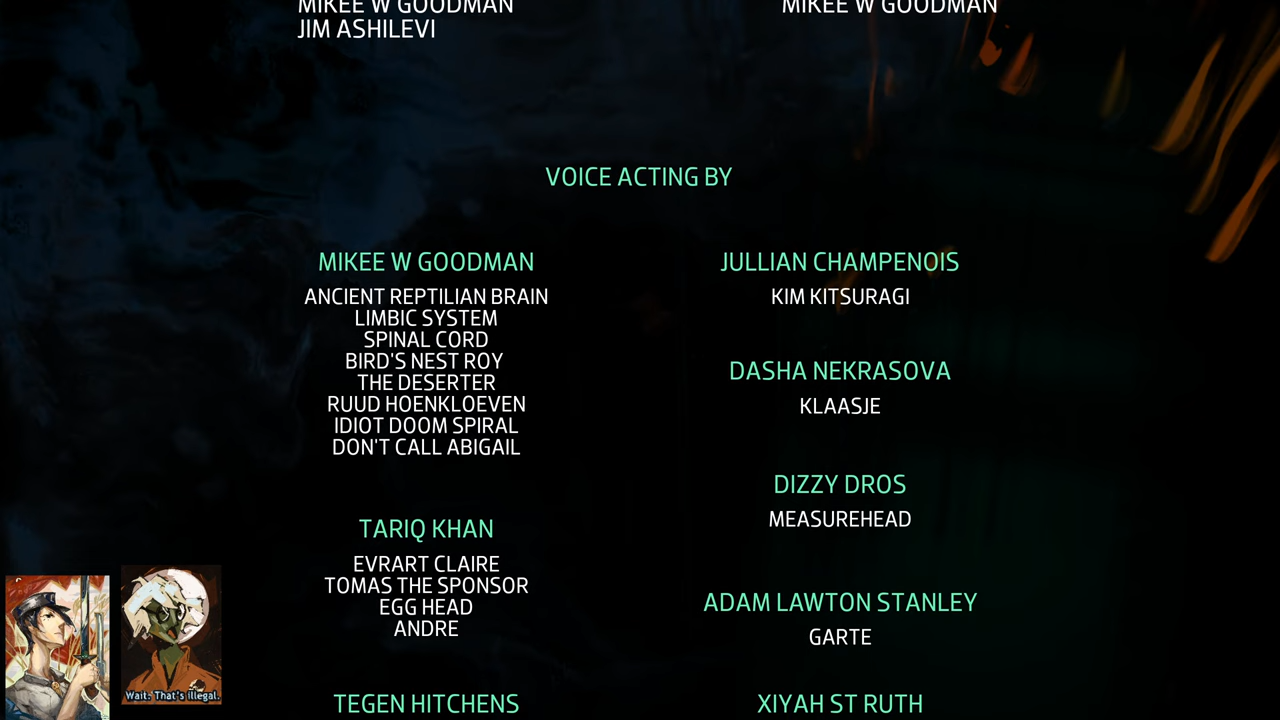 MIKEE W GOODMAN
JIM ASHILEVI
MIKEE W GOODMAN
VOICE ACTING BY
MIKEE W GOODMAN
ANCIENT REPTILIAN BRAIN
LIMBIC SYSTEM
SPINAL CORD
BIRD'S NEST ROY
THE DESERTER
RUUD HOENKLOEVEN
IDIOT DOOM SPIRAL
DON'T CALL ABIGAIL
TARIQ KHAN
EVRART CLAIRE
TOMAS THE SPONSOR
EGG HEAD
ANDRE
TEGEN HITCHENS
JULLIAN CHAMPENOIS
KIM KITSURAGI
DASHA NEKRASOVA
KLAASJE
DIZZY DROS
MEASUREHEAD
ADAM LAWTON STANLEY
GARTE
XIYAH ST RUTH
Wait. That's illegal.